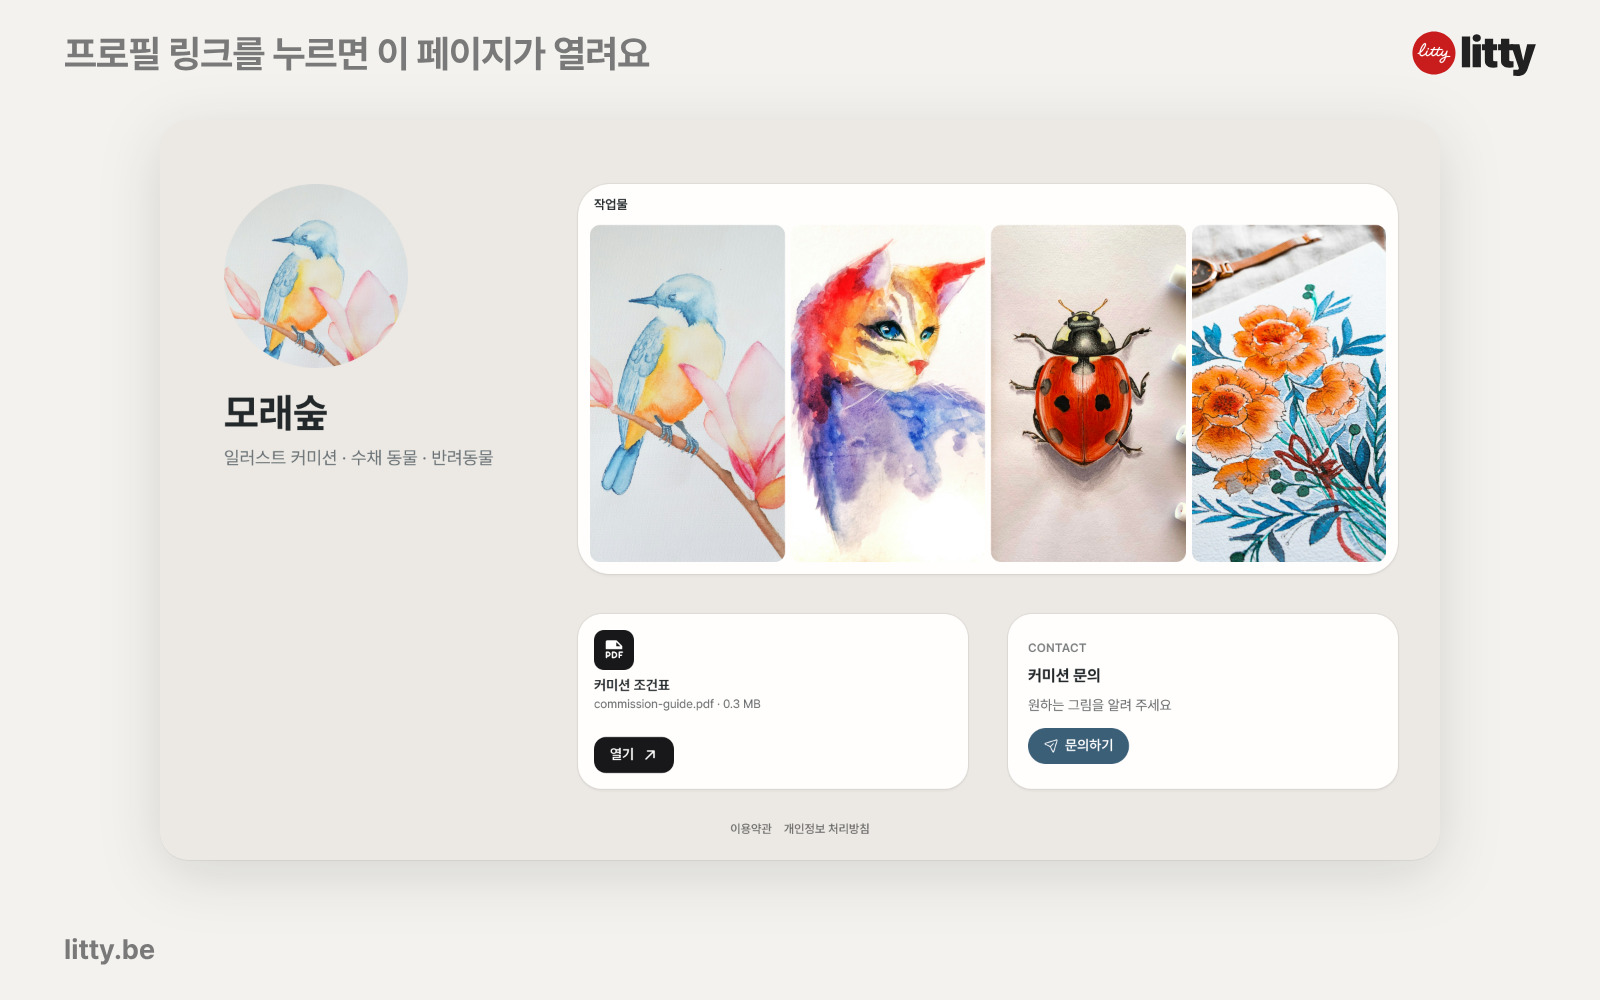 프로필 링크를 누르면 이 페이지가 열려요
litty litty
모래숲
일러스트 커미션 · 수채 동물 · 반려동물
작업물
PDF
커미션 조건표
commission-guide.pdf · 0.3 MB
열기
CONTACT
커미션 문의
원하는 그림을 알려 주세요
문의하기
이용약관 개인정보 처리방침
litty.be